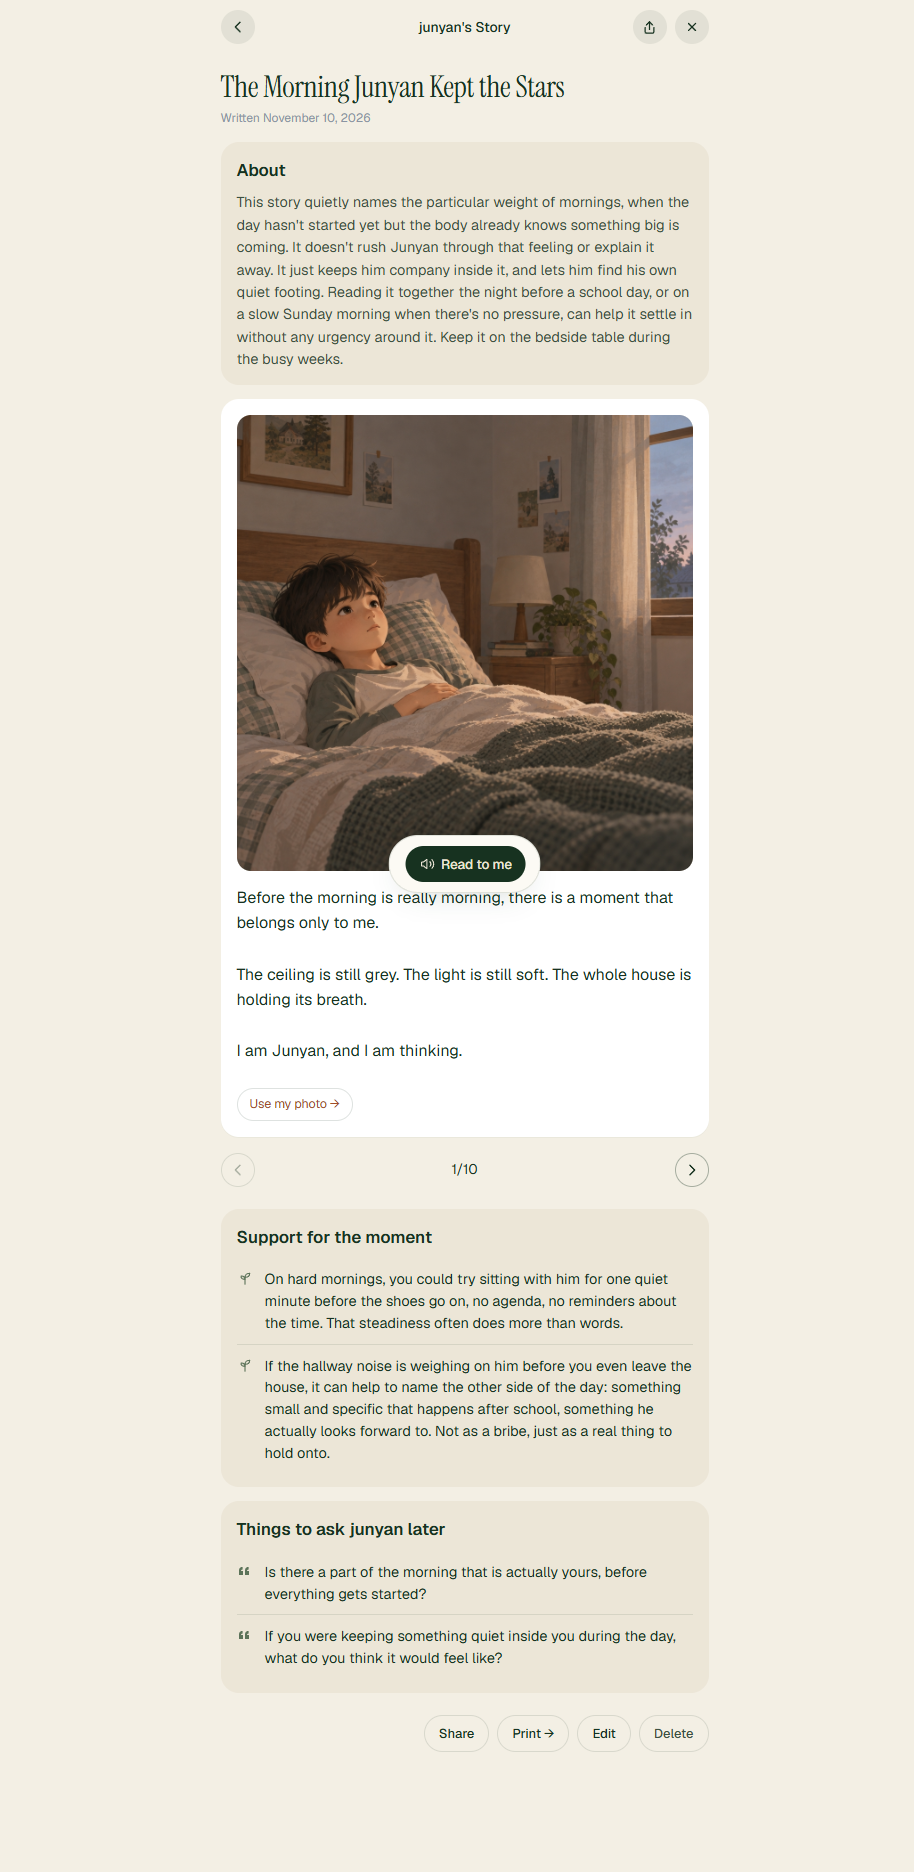 junyan's Story
The Morning Junyan Kept the Stars
Written November 10, 2026
About
This story quietly names the particular weight of mornings, when the
day hasn't started yet but the body already knows something big is
coming. It doesn't rush Junyan through that feeling or explain it
away. It just keeps him company inside it, and lets him find his own
quiet footing. Reading it together the night before a school day, or on
a slow Sunday morning when there's no pressure, can help it settle in
without any urgency around it. Keep it on the bedside table during
the busy weeks.
Read to me
Before the morning is really morning, there is a moment that
belongs only to me.
The ceiling is still grey. The light is still soft. The whole house is
holding its breath.
I am Junyan, and I am thinking.
Use my photo →
1/10
Support for the moment
On hard mornings, you could try sitting with him for one quiet
minute before the shoes go on, no agenda, no reminders about
the time. That steadiness often does more than words.
If the hallway noise is weighing on him before you even leave the
house, it can help to name the other side of the day: something
small and specific that happens after school, something he
actually looks forward to. Not as a bribe, just as a real thing to
hold onto.
Things to ask junyan later
Is there a part of the morning that is actually yours, before
everything gets started?
If you were keeping something quiet inside you during the day,
what do you think it would feel like?
Share Print → Edit Delete